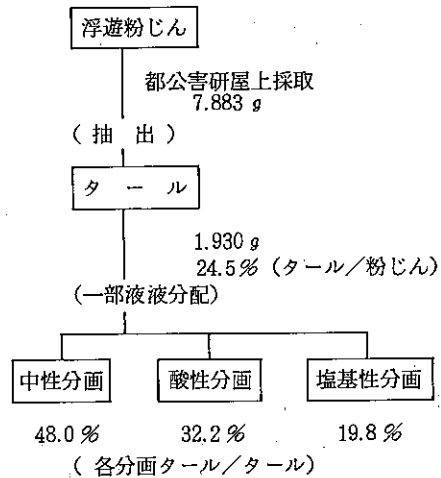 浮遊粉じん
都公害研屋上採取
7.883 g
(抽 出)
タ ー ル
1.930 g
24.5% (タール/粉じん)
(一部液液分配)
中性分画 酸性分画 塩基性分画
48.0% 32.2% 19.8%
(各分画タール/タール)